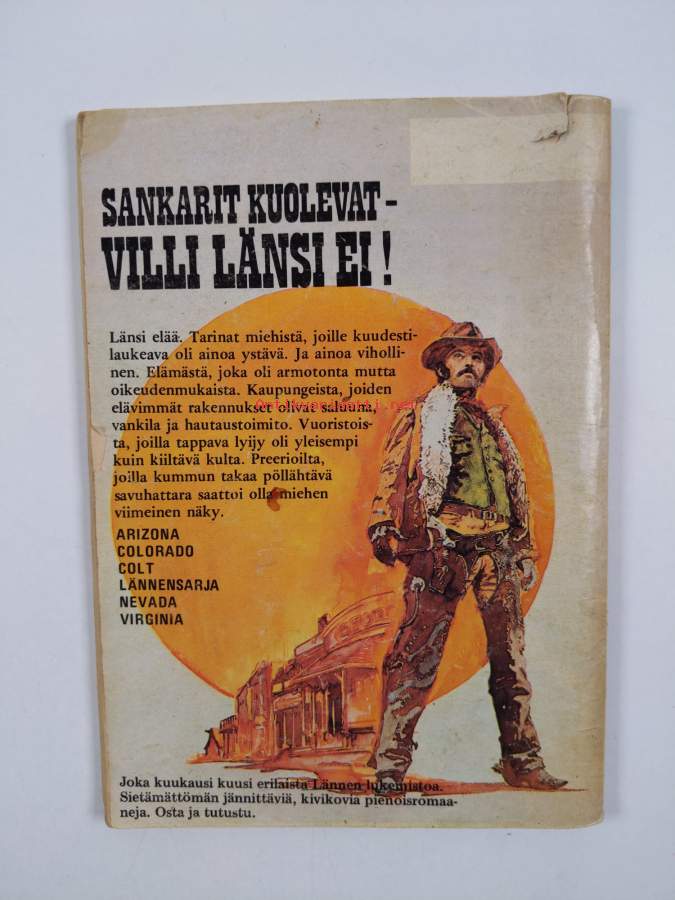 SANKARIT KUOLEVAT -
VILLI LÄNSI EI !
Länsi elää. Tarinat miehistä, joille kuudesti-
laukeava oli ainoa ystävä. Ja ainoa viholli-
nen. Elämästä, joka oli armotonta mutta
oikeudenmukaista. Kaupungeista, joiden
elävimmät rakennukset olivat saluuna,
vankila ja hautaustoimito. Vuoristois-
ta, joilla tappava lyijy oli yleisempi
kuin kiiltävä kulta. Preerioilta,
joilla kummun takaa pöllähtävä
savuhattara saattoi olla miehen
viimeinen näky.
ARIZONA
COLORADO
COLT
LÄNNENSARJA
NEVADA
VIRGINIA
Joka kuukausi kuusi erilaista Lännen lukemistoa.
Sietämättömän jännittäviä, kivikovia pienoisromaa-
neja. Osta ja tutustu.